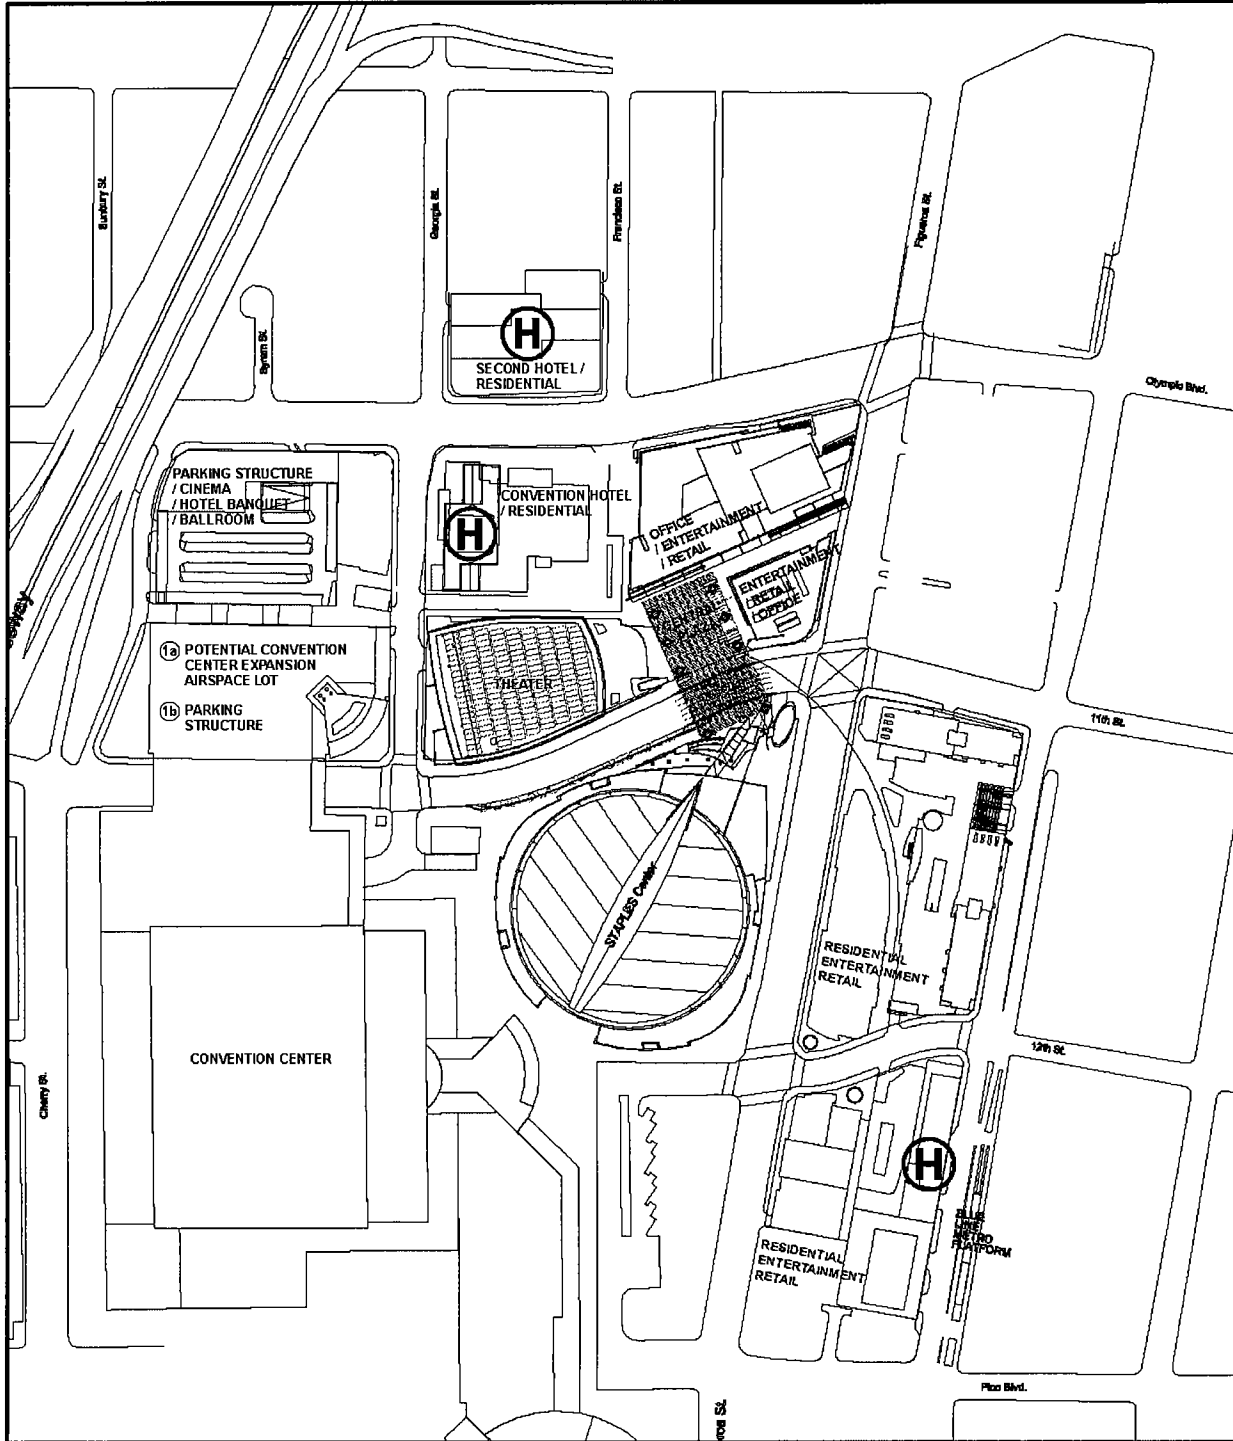 Bunbury St.
Georgia St.
Francisco St.
Figueroa St.
Byram St.
H
SECOND HOTEL /
RESIDENTIAL
Olympic Blvd.
PARKING STRUCTURE
/ CINEMA
/ HOTEL BANQUET
/ BALLROOM
CONVENTION HOTEL
/ RESIDENTIAL
H
OFFICE
/ ENTERTAINMENT
/ RETAIL
ENTERTAINMENT
/ RETAIL
/ OFFICE
1a POTENTIAL CONVENTION
CENTER EXPANSION
AIRSPACE LOT
1b PARKING
STRUCTURE
THEATER
11th St.
STAPLES Center
RESIDENTIAL
ENTERTAINMENT
RETAIL
CONVENTION CENTER
12th St.
Cherry St.
H
BLUE
LINE
METRO
PLATFORM
RESIDENTIAL
ENTERTAINMENT
RETAIL
Pico Blvd.